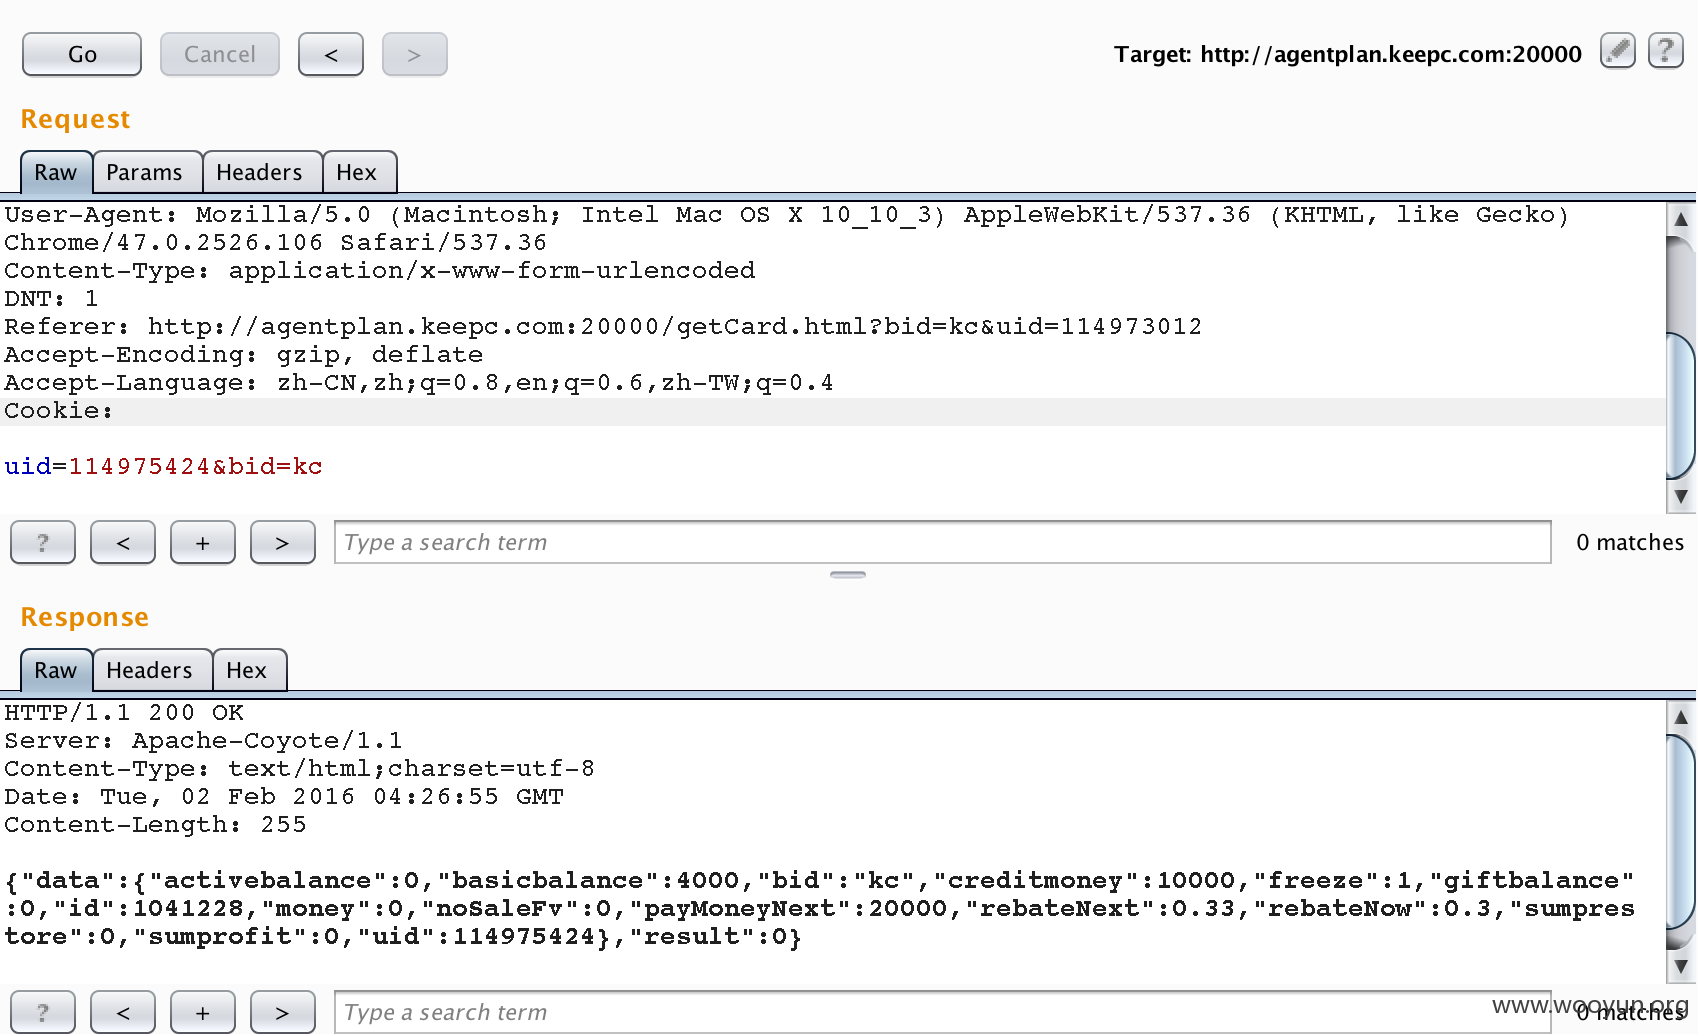 Go
Cancel
<
>
Target: http://agentplan.keepc.com:20000
?
Request
Raw
Params
Headers
Hex
User-Agent: Mozilla/5.0 (Macintosh; Intel Mac OS X 10_10_3) AppleWebKit/537.36 (KHTML, like Gecko)
Chrome/47.0.2526.106 Safari/537.36
Content-Type: application/x-www-form-urlencoded
DNT: 1
Referer: http://agentplan.keepc.com:20000/getCard.html?bid=kc&uid=114973012
Accept-Encoding: gzip, deflate
Accept-Language: zh-CN,zh;q=0.8,en;q=0.6,zh-TW;q=0.4
Cookie:
uid=114975424&bid=kc
?
<
+
>
Type a search term
0 matches
Response
Raw
Headers
Hex
HTTP/1.1 200 OK
Server: Apache-Coyote/1.1
Content-Type: text/html;charset=utf-8
Date: Tue, 02 Feb 2016 04:26:55 GMT
Content-Length: 255
{"data":{"activebalance":0,"basicbalance":4000,"bid":"kc","creditmoney":10000,"freeze":1,"giftbalance"
:0,"id":1041228,"money":0,"noSaleFv":0,"payMoneyNext":20000,"rebateNext":0.33,"rebateNow":0.3,"sumpres
tore":0,"sumprofit":0,"uid":114975424},"result":0}
?
<
+
>
Type a search term
0 matches
www.wooyun.org